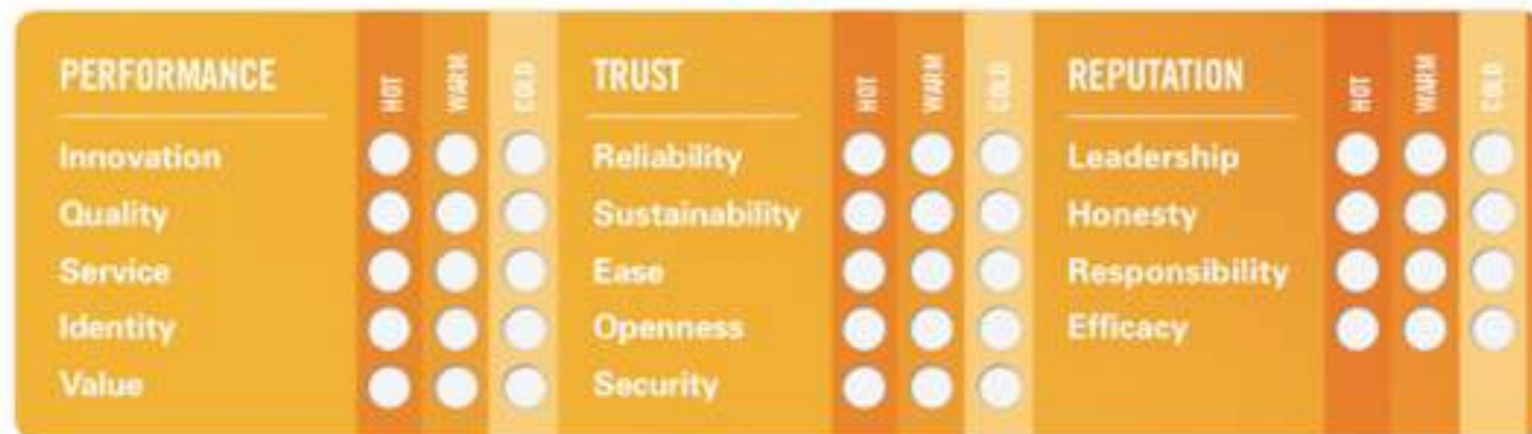 PERFORMANCE HOT WARM COLD
Innovation
Quality
Service
Identity
Value
TRUST HOT WARM COLD
Reliability
Sustainability
Ease
Openness
Security
REPUTATION HOT WARM COLD
Leadership
Honesty
Responsibility
Efficacy